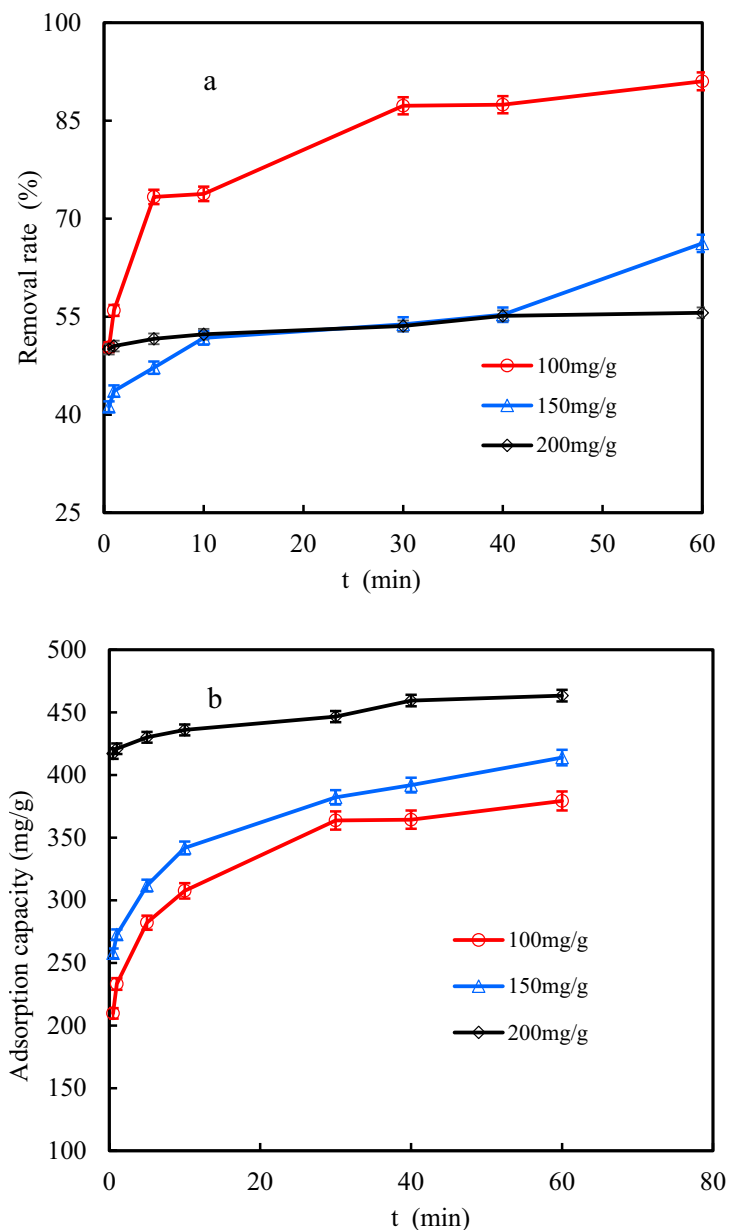 a
100
85
70
55
40
25
Removal rate (%)
100mg/g
150mg/g
200mg/g
0 10 20 30 40 50 60
t (min)
b
500
450
400
350
300
250
200
150
100
Adsorption capacity (mg/g)
100mg/g
150mg/g
200mg/g
0 20 40 60 80
t (min)